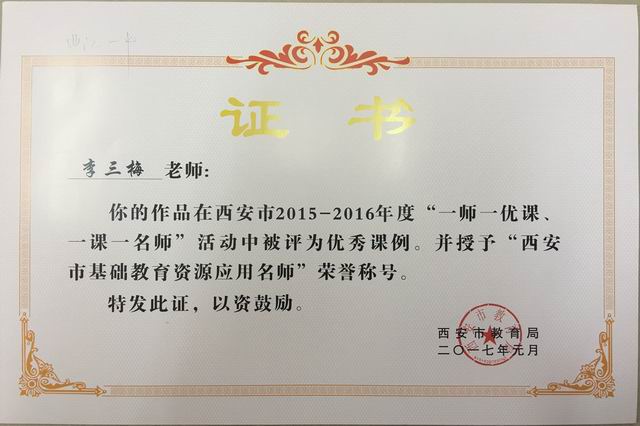 证书
李三梅 老师：
你的作品在西安市2015-2016年度“一师一优课、
一课一名师”活动中被评为优秀课例。并授予“西安
市基础教育资源应用名师”荣誉称号。
特发此证，以资鼓励。
西安市教育局
二〇一七年元月